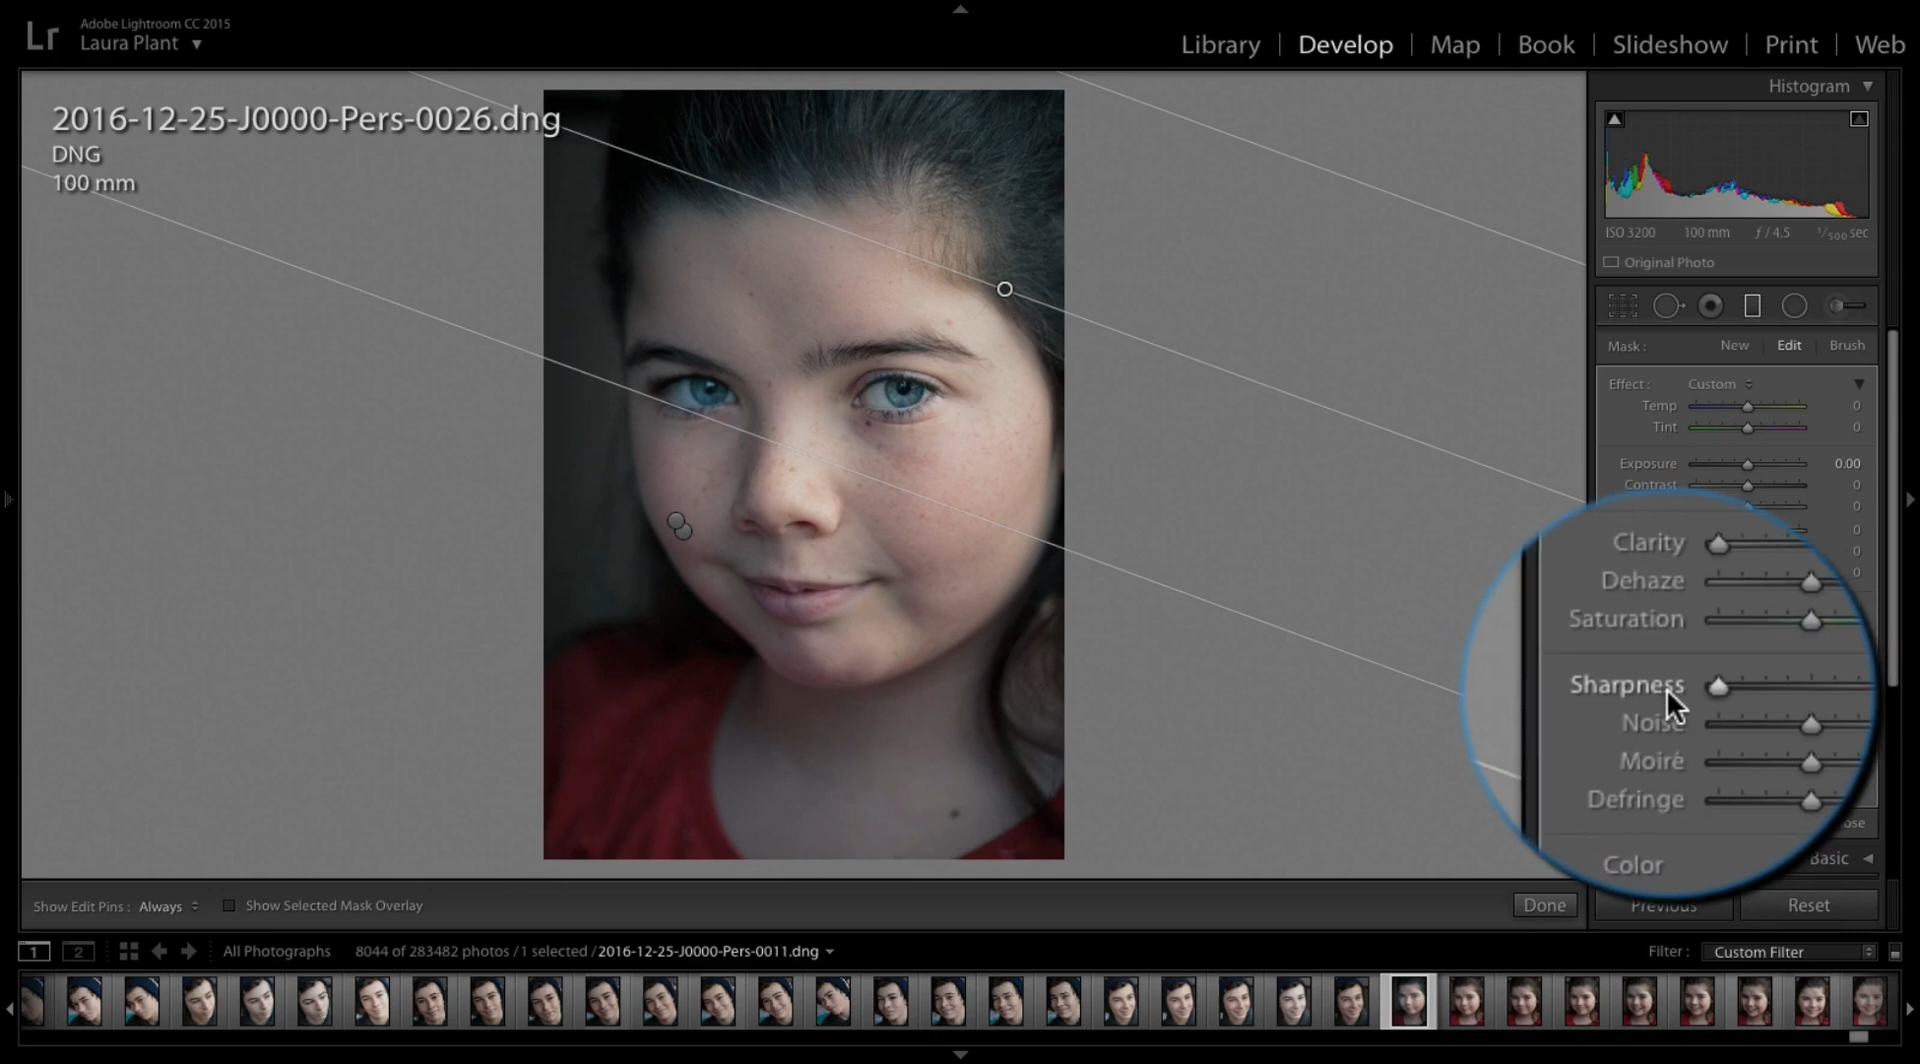 Lr
Adobe Lightroom CC 2015
Laura Plant
Library | Develop | Map | Book | Slideshow | Print | Web
2016-12-25-J0000-Pers-0026.dng
DNG
100 mm
Histogram
ISO 3200 100 mm ƒ / 4.5 1/500 sec
Original Photo
Mask : New Edit Brush
Effect : Custom
Temp 0
Tint 0
Exposure 0.00
Contrast 0
0
0
0
0
Clarity
Dehaze
Saturation
Sharpness
Noise
Moiré
Defringe
Color
Basic
Previous Reset
Show Edit Pins : Always Show Selected Mask Overlay Done
1 2 All Photographs 8044 of 283482 photos / 1 selected / 2016-12-25-J0000-Pers-0011.dng Filter : Custom Filter